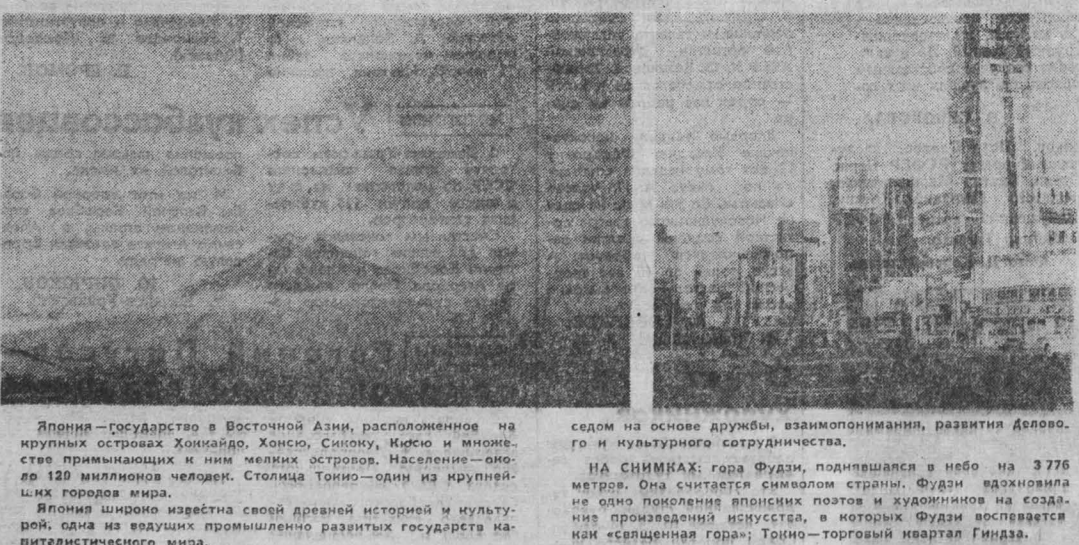 Япония—государство в Восточной Азии, расположенное на
крупных островах Хоккайдо, Хонсю, Сикоку, Кюсю и множе-
стве примыкающих к ним мелких островов. Население—око-
ло 120 миллионов человек. Столица Токио—один из крупней-
ших городов мира.
Япония широко известна своей древней историей и культу-
рой, одна из ведущих промышленно развитых государств ка-
питалистического мира.
седом на основе дружбы, взаимопонимания, развития делово-
го и культурного сотрудничества.
НА СНИМКАХ: гора Фудзи, поднявшаяся в небо на 3 776
метров. Она считается символом страны. Фудзи вдохновила
не одно поколение японских поэтов и художников на созда-
ние произведений искусства, в которых Фудзи воспевается
как «священная гора»; Токио—торговый квартал Гиндза.